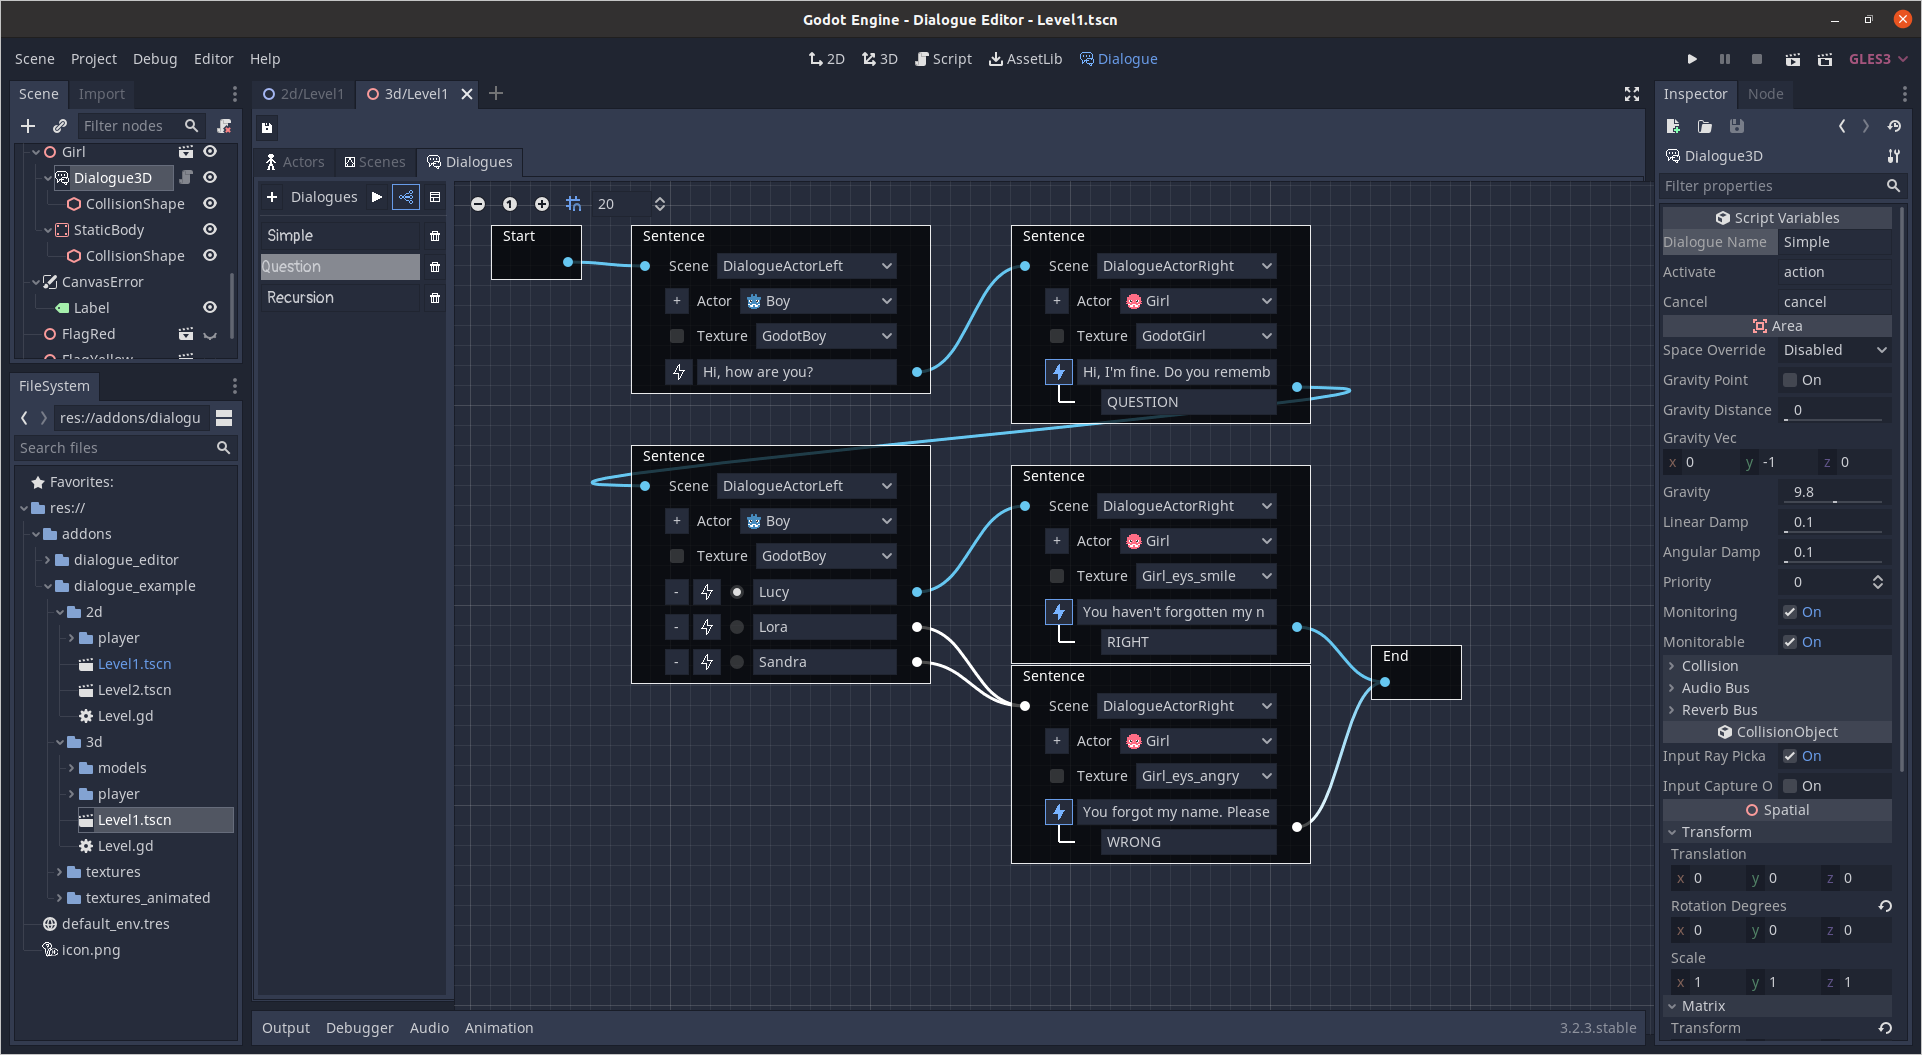 Godot Engine - Dialogue Editor - Level1.tscn
Scene Project Debug Editor Help
2D 3D Script AssetLib Dialogue
GLES3
Scene Import
Filter nodes
Girl
Dialogue3D
CollisionShape
StaticBody
CollisionShape
CanvasError
Label
FlagRed
FlagYellow
FileSystem
res://addons/dialogu
Search files
Favorites:
res://
addons
dialogue_editor
dialogue_example
2d
player
Level1.tscn
Level2.tscn
Level.gd
3d
models
player
Level1.tscn
Level.gd
textures
textures_animated
default_env.tres
icon.png
2d/Level1 3d/Level1
Actors Scenes Dialogues
Dialogues
Simple
Question
Recursion
1 20
Start
Sentence
Scene DialogueActorLeft
+ Actor Boy
Texture GodotBoy
Hi, how are you?
Sentence
Scene DialogueActorRight
+ Actor Girl
Texture GodotGirl
Hi, I'm fine. Do you rememb
QUESTION
Sentence
Scene DialogueActorLeft
+ Actor Boy
Texture GodotBoy
- Lucy
- Lora
- Sandra
Sentence
Scene DialogueActorRight
+ Actor Girl
Texture Girl_eys_smile
You haven't forgotten my n
RIGHT
Sentence
Scene DialogueActorRight
+ Actor Girl
Texture Girl_eys_angry
You forgot my name. Please
WRONG
End
Output Debugger Audio Animation
3.2.3.stable
Inspector Node
Dialogue3D
Filter properties
Script Variables
Dialogue Name Simple
Activate action
Cancel cancel
Area
Space Override Disabled
Gravity Point On
Gravity Distance 0
Gravity Vec
x 0 y -1 z 0
Gravity 9.8
Linear Damp 0.1
Angular Damp 0.1
Priority 0
Monitoring On
Monitorable On
Collision
Audio Bus
Reverb Bus
CollisionObject
Input Ray Picka On
Input Capture O On
Spatial
Transform
Translation
x 0 y 0 z 0
Rotation Degrees
x 0 y 0 z 0
Scale
x 1 y 1 z 1
Matrix
Transform